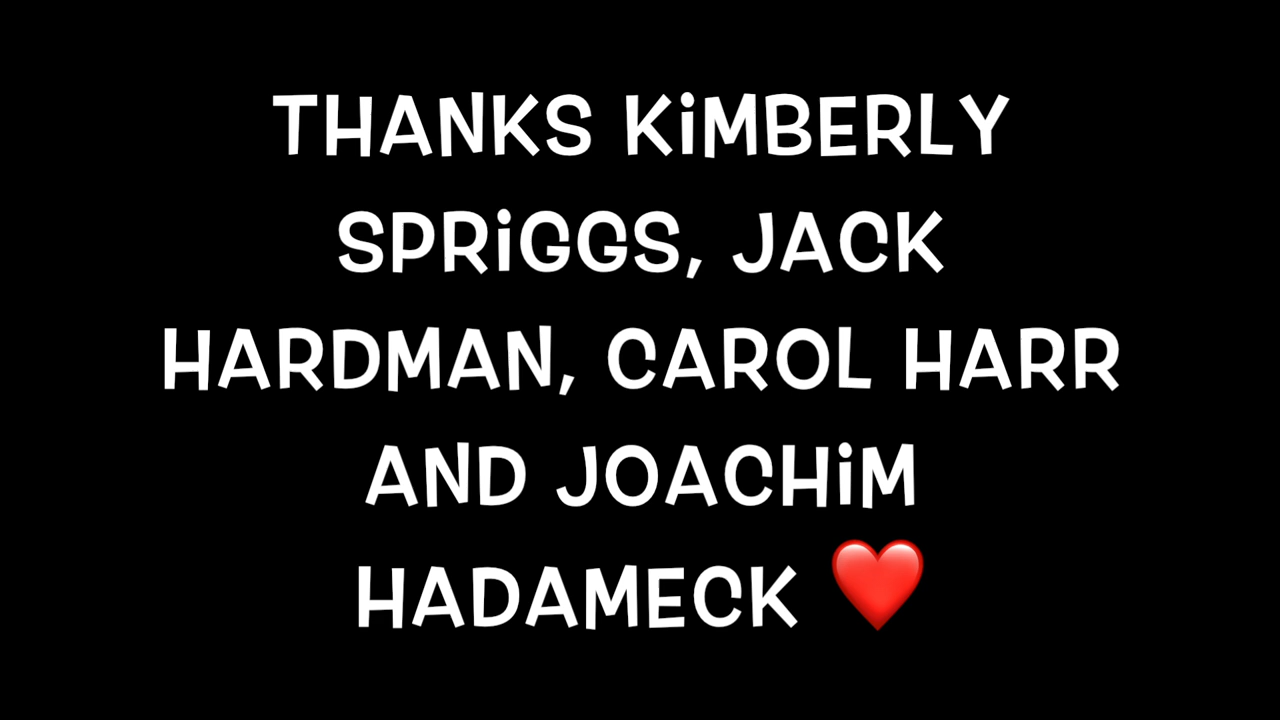 THANKS KiMBERLY
SPRiGGS, JACK
HARDMAN, CAROL HARR
AND JOACHiM
HADAMECK ❤️